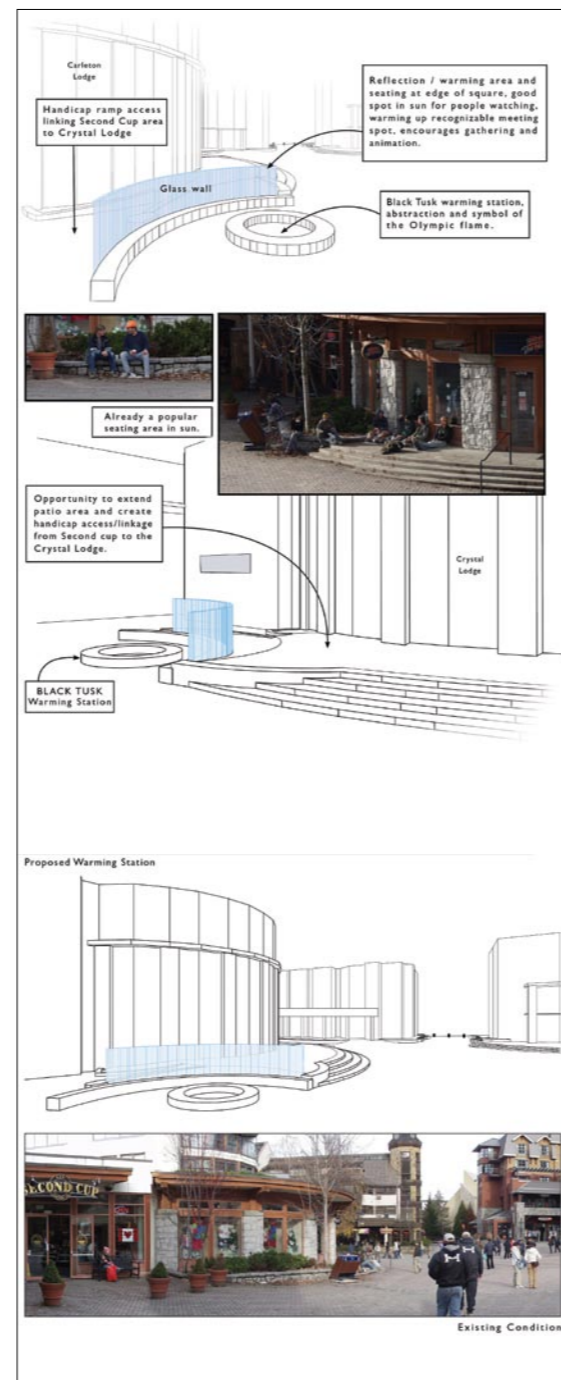 Carleton
Lodge
Handicap ramp access
linking Second Cup area
to Crystal Lodge
Reflection / warming area and
seating at edge of square, good
spot in sun for people watching,
warming up recognizable meeting
spot, encourages gathering and
animation.
Glass wall
Black Tusk warming station,
abstraction and symbol of
the Olympic flame.
Already a popular
seating area in sun.
Opportunity to extend
patio area and create
handicap access/linkage
from Second cup to the
Crystal Lodge.
Crystal
Lodge
BLACK TUSK
Warming Station
Proposed Warming Station
SECOND CUP
Existing Condition